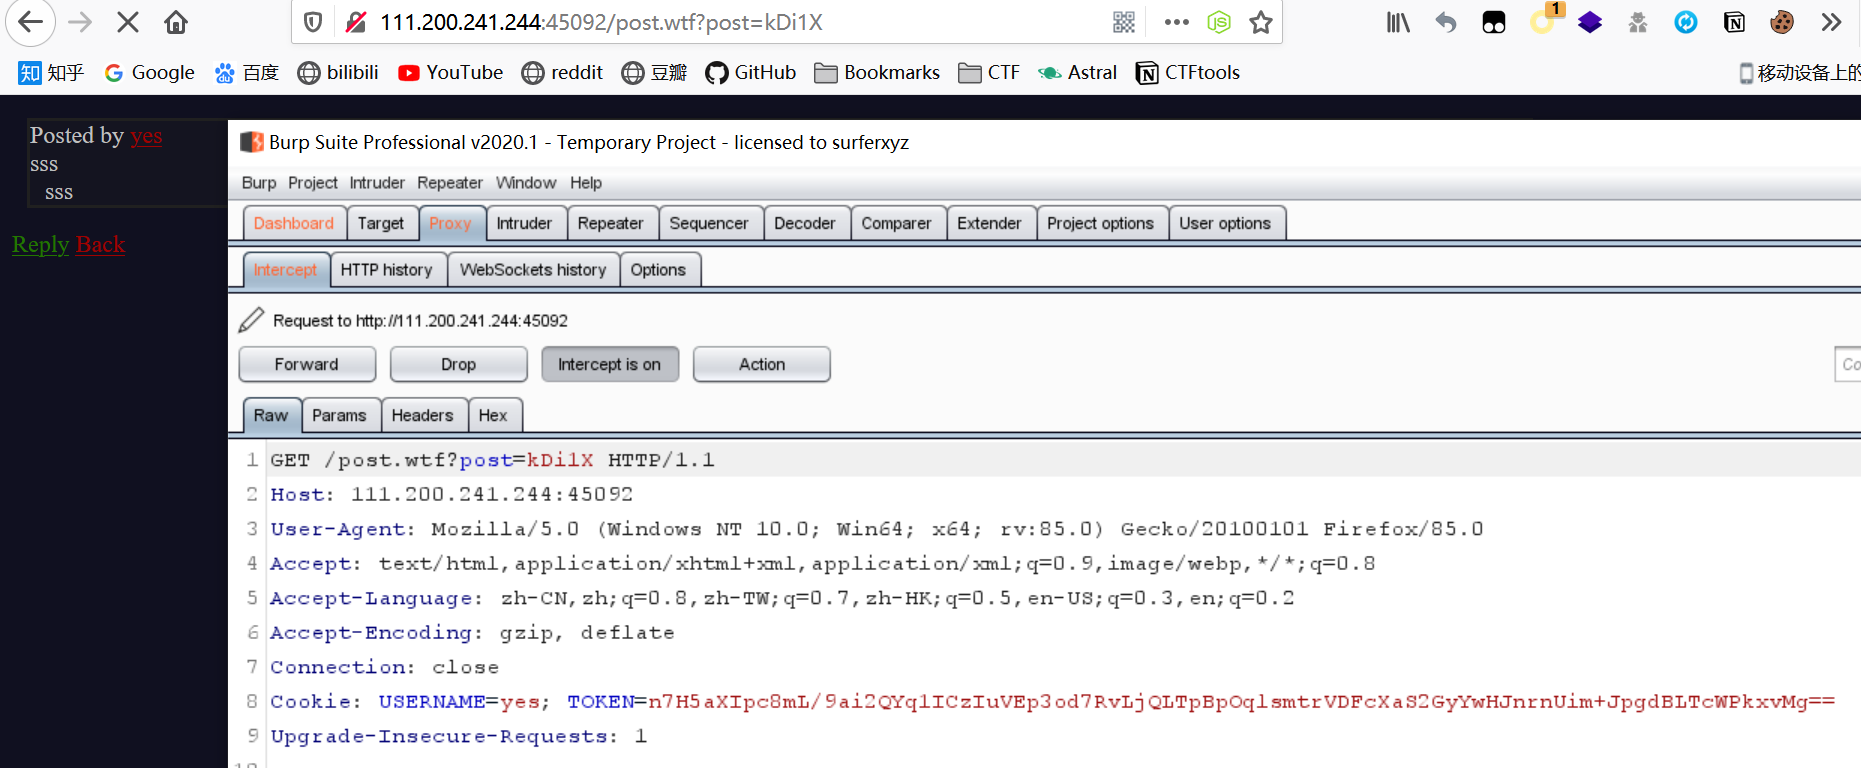 111.200.241.244:45092/post.wtf?post=kDi1X
1
知 知乎 Google 百度 bilibili YouTube reddit 豆瓣 GitHub Bookmarks CTF Astral CTFtools 移动设备上的
Posted by yes
sss
sss
Reply Back
Burp Suite Professional v2020.1 - Temporary Project - licensed to surferxyz
Burp Project Intruder Repeater Window Help
Dashboard Target Proxy Intruder Repeater Sequencer Decoder Comparer Extender Project options User options
Intercept HTTP history WebSockets history Options
Request to http://111.200.241.244:45092
Forward Drop Intercept is on Action Co
Raw Params Headers Hex
1 GET /post.wtf?post=kDi1X HTTP/1.1
2 Host: 111.200.241.244:45092
3 User-Agent: Mozilla/5.0 (Windows NT 10.0; Win64; x64; rv:85.0) Gecko/20100101 Firefox/85.0
4 Accept: text/html,application/xhtml+xml,application/xml;q=0.9,image/webp,*/*;q=0.8
5 Accept-Language: zh-CN,zh;q=0.8,zh-TW;q=0.7,zh-HK;q=0.5,en-US;q=0.3,en;q=0.2
6 Accept-Encoding: gzip, deflate
7 Connection: close
8 Cookie: USERNAME=yes; TOKEN=n7H5aXIpc8mL/9ai2QYq1ICzIuVEp3od7RvLjQLTpBpOqlsmtrVDFcXaS2GyYwHJnrnUim+JpgdBLTcWPkxvMg==
9 Upgrade-Insecure-Requests: 1
10